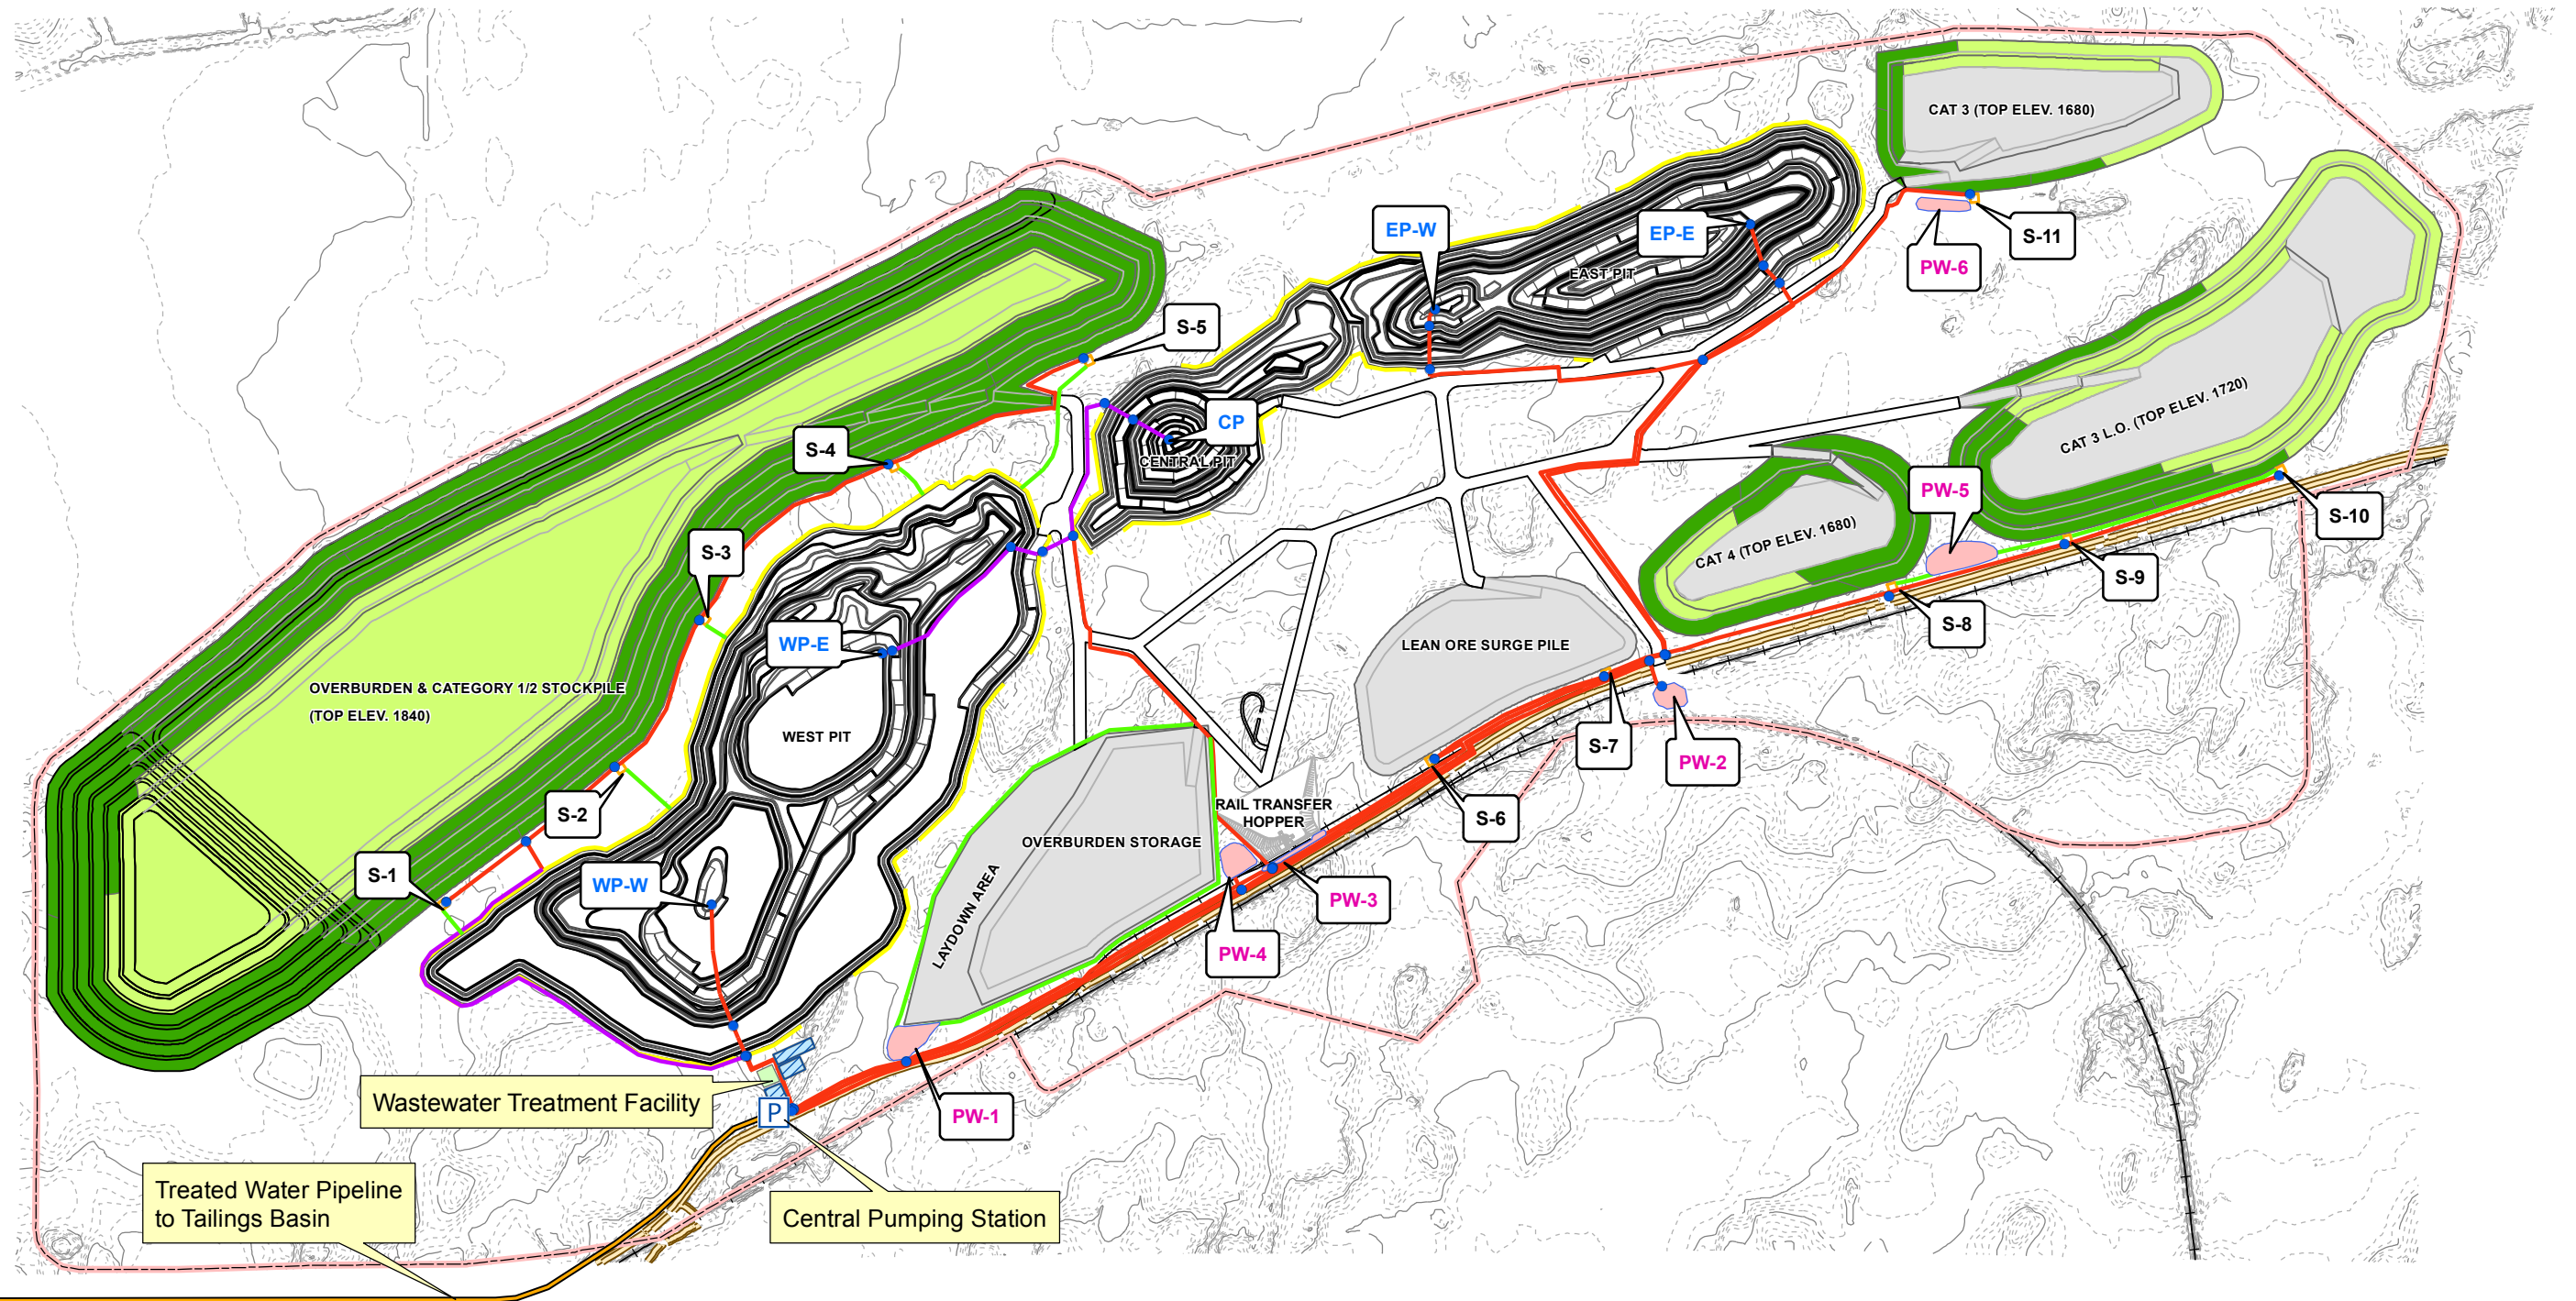 CAT 3 (TOP ELEV. 1680)
EP-W
EP-E
S-11
PW-6
EAST PIT
S-5
CAT 3 L.O. (TOP ELEV. 1720)
CP
S-4
CENTRAL PIT
PW-5
S-10
CAT 4 (TOP ELEV. 1680)
S-3
S-9
S-8
WP-E
LEAN ORE SURGE PILE
OVERBURDEN & CATEGORY 1/2 STOCKPILE
(TOP ELEV. 1840)
WEST PIT
S-7
PW-2
S-2
RAIL TRANSFER
HOPPER
S-6
OVERBURDEN STORAGE
S-1
WP-W
LAYDOWN AREA
PW-3
PW-4
Wastewater Treatment Facility
P
PW-1
Treated Water Pipeline
to Tailings Basin
Central Pumping Station